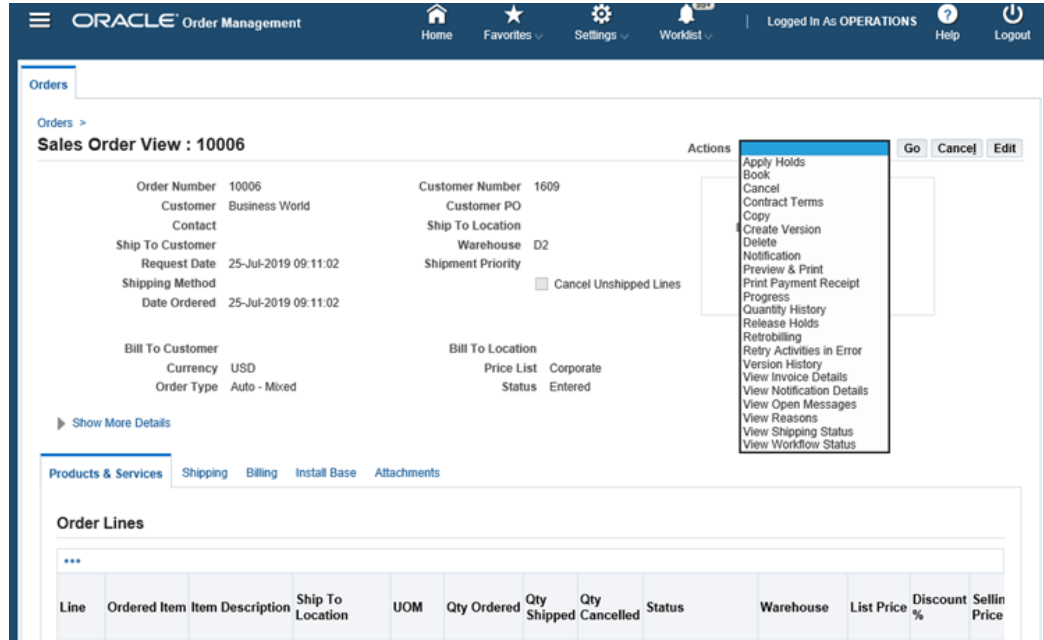 ORACLE Order Management
Home Favorites Settings Worklist Logged In As OPERATIONS Help Logout
Orders
Orders >
Sales Order View : 10006
Actions Go Cancel Edit
Apply Holds
Book
Cancel
Contract Terms
Copy
Create Version
Delete
Notification
Preview & Print
Print Payment Receipt
Progress
Quantity History
Release Holds
Retrobilling
Retry Activities in Error
Version History
View Invoice Details
View Notification Details
View Open Messages
View Reasons
View Shipping Status
View Workflow Status
Order Number 10006
Customer Business World
Contact
Ship To Customer
Request Date 25-Jul-2019 09:11:02
Shipping Method
Date Ordered 25-Jul-2019 09:11:02
Customer Number 1609
Customer PO
Ship To Location
Warehouse D2
Shipment Priority
Cancel Unshipped Lines
Bill To Customer
Currency USD
Order Type Auto - Mixed
Bill To Location
Price List Corporate
Status Entered
Show More Details
Products & Services Shipping Billing Install Base Attachments
Order Lines
Line Ordered Item Item Description Ship To Location UOM Qty Ordered Qty Shipped Qty Cancelled Status Warehouse List Price Discount % Sellin Price